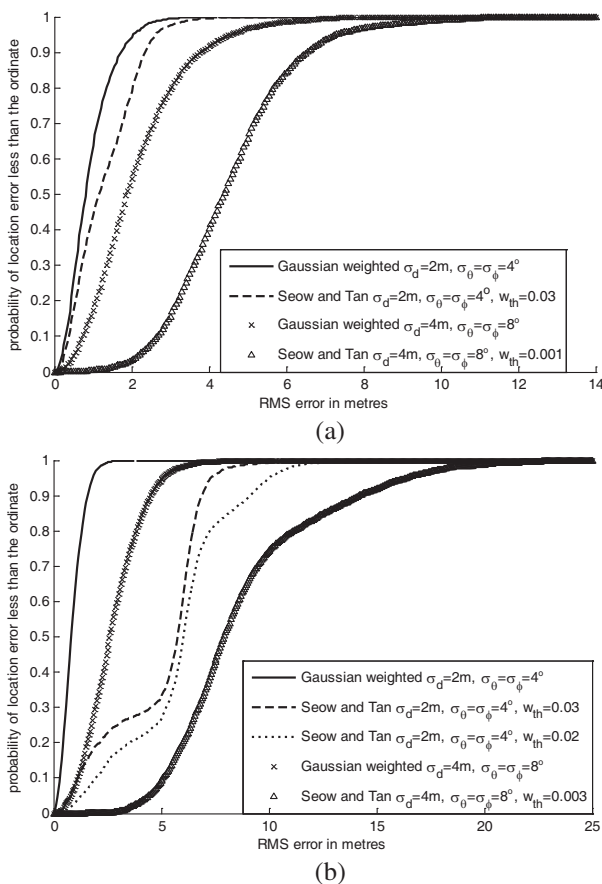 1
0.9
0.8
0.7
0.6
0.5
0.4
0.3
0.2
0.1
0
probability of location error less than the ordinate
Gaussian weighted σd=2m, σθ=σϕ=4°
Seow and Tan σd=2m, σθ=σϕ=4°, wth=0.03
Gaussian weighted σd=4m, σθ=σϕ=8°
Seow and Tan σd=4m, σθ=σϕ=8°, wth=0.001
0 2 4 6 8 10 12 14
RMS error in metres
(a)
1
0.9
0.8
0.7
0.6
0.5
0.4
0.3
0.2
0.1
0
probability of location error less than the ordinate
Gaussian weighted σd=2m, σθ=σϕ=4°
Seow and Tan σd=2m, σθ=σϕ=4°, wth=0.03
Seow and Tan σd=2m, σθ=σϕ=4°, wth=0.02
Gaussian weighted σd=4m, σθ=σϕ=8°
Seow and Tan σd=4m, σθ=σϕ=8°, wth=0.003
0 5 10 15 20 25
RMS error in metres
(b)